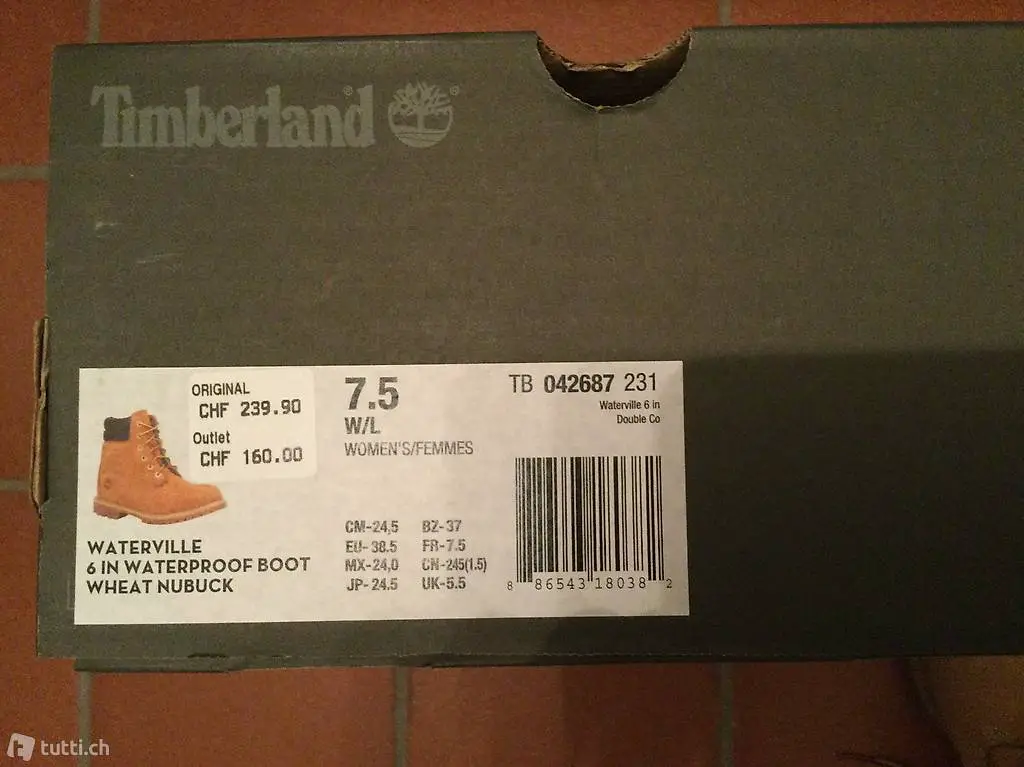 Timberland®
®
ORIGINAL
CHF 239.90
Outlet
CHF 160.00
7.5
W/L
WOMEN'S/FEMMES
TB 042687 231
Waterville 6 in
Double Co
WATERVILLE
6 IN WATERPROOF BOOT
WHEAT NUBUCK
CM-24,5 BZ-37
EU-38.5 FR-7.5
MX-24,0 CN-245(1.5)
JP-24.5 UK-5.5
8 86543 18038 2
tutti.ch